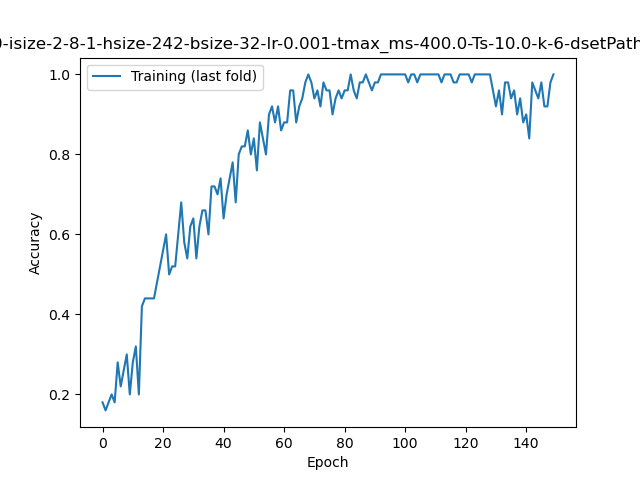 0-isize-2-8-1-hsize-242-bsize-32-lr-0.001-tmax_ms-400.0-Ts-10.0-k-6-dsetPath
Training (last fold)
1.0
0.8
0.6
0.4
0.2
Accuracy
0 20 40 60 80 100 120 140
Epoch